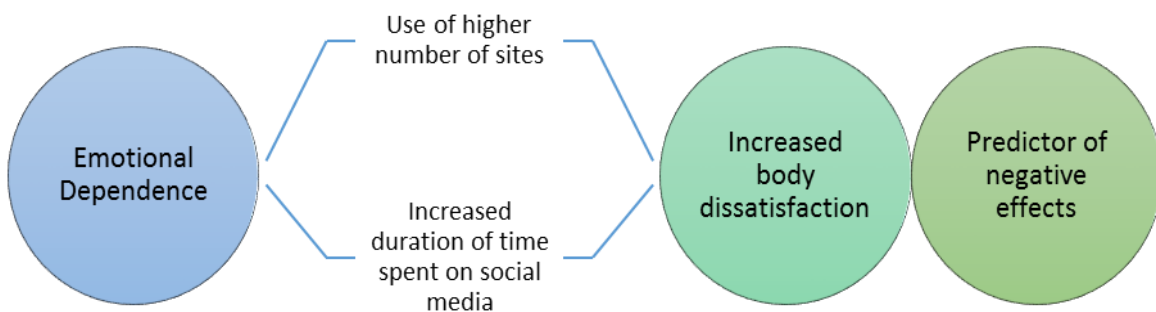 Emotional
Dependence
Use of higher
number of sites
Increased
duration of time
spent on social
media
Increased
body
dissatisfaction
Predictor of
negative
effects